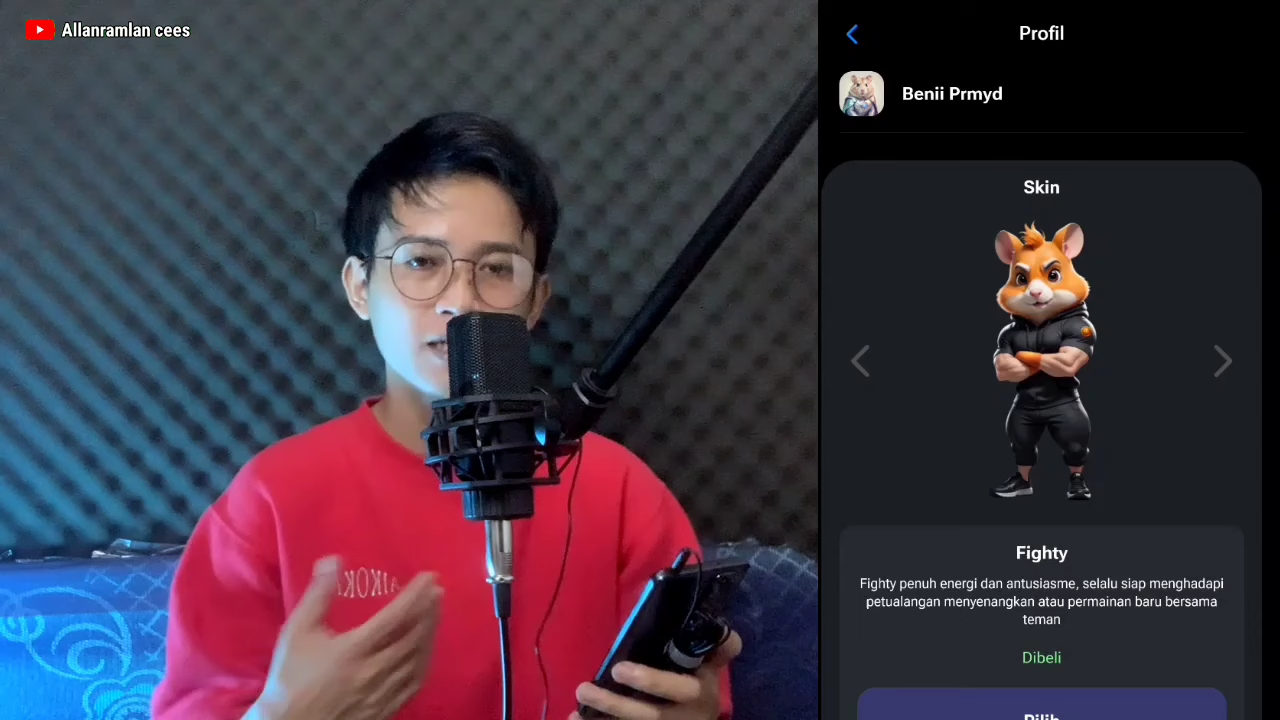 Allanramlan cees
Profil
Benii Prmyd
Skin
Fighty
Fighty penuh energi dan antusiasme, selalu siap menghadapi
petualangan menyenangkan atau permainan baru bersama
teman
Dibeli
Pilih